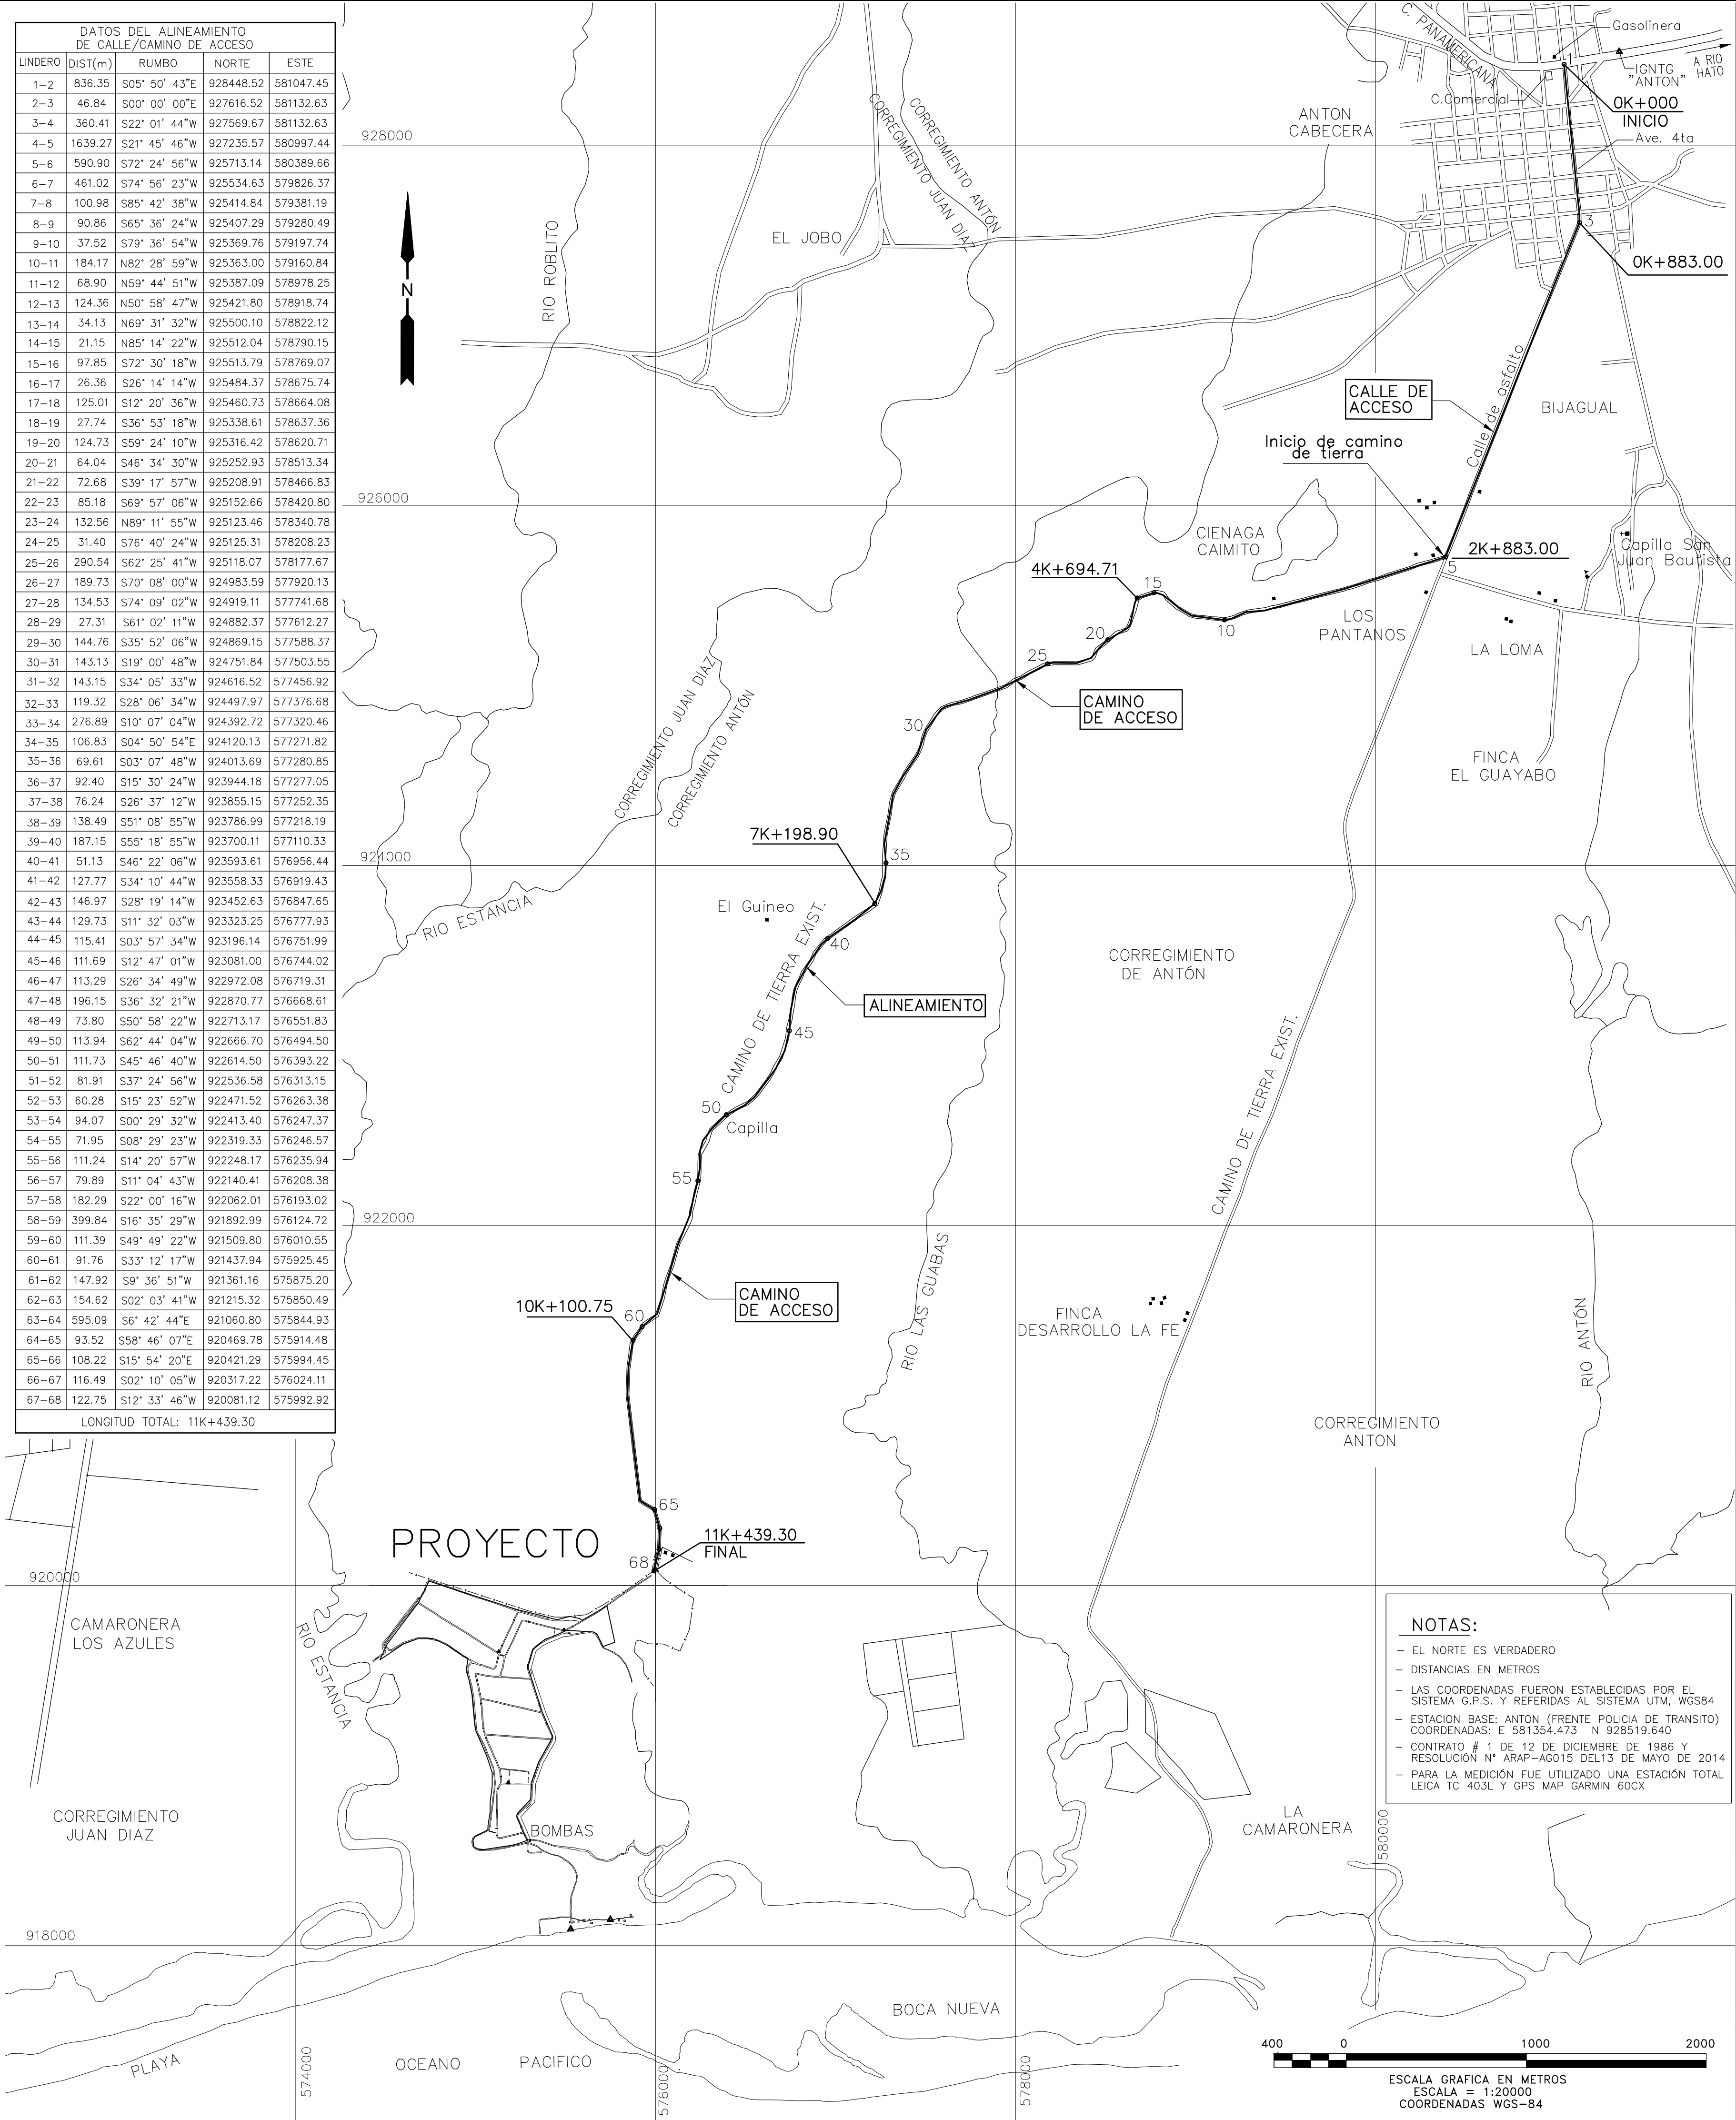 DATOS DEL ALINEAMIENTO
DE CALLE/CAMINO DE ACCESO
LINDERO DIST(m) RUMBO NORTE ESTE
1-2 836.35 S05° 50' 43"E 928448.52 581047.45
2-3 46.84 S00° 00' 00"E 927616.52 581132.63
3-4 360.41 S22° 01' 44"W 927569.67 581132.63
4-5 1639.27 S21° 45' 46"W 927235.57 580997.44
5-6 590.90 S72° 24' 56"W 925713.14 580389.66
6-7 461.02 S74° 56' 23"W 925534.63 579826.37
7-8 100.98 S85° 42' 38"W 925414.84 579381.19
8-9 90.86 S65° 36' 24"W 925407.29 579280.49
9-10 37.52 S79° 36' 54"W 925369.76 579197.74
10-11 184.17 N82° 28' 59"W 925363.00 579160.84
11-12 68.90 N59° 44' 51"W 925387.09 578978.25
12-13 124.36 N50° 58' 47"W 925421.80 578918.74
13-14 34.13 N69° 31' 32"W 925500.10 578822.12
14-15 21.15 N85° 14' 22"W 925512.04 578790.15
15-16 97.85 S72° 30' 18"W 925513.79 578769.07
16-17 26.36 S26° 14' 14"W 925484.37 578675.74
17-18 125.01 S12° 20' 36"W 925460.73 578664.08
18-19 27.74 S36° 53' 18"W 925338.61 578637.36
19-20 124.73 S59° 24' 10"W 925316.42 578620.71
20-21 64.04 S46° 34' 30"W 925252.93 578513.34
21-22 72.68 S39° 17' 57"W 925208.91 578466.83
22-23 85.18 S69° 57' 06"W 925152.66 578420.80
23-24 132.56 N89° 11' 55"W 925123.46 578340.78
24-25 31.40 S76° 40' 24"W 925125.31 578208.23
25-26 290.54 S62° 25' 41"W 925118.07 578177.67
26-27 189.73 S70° 08' 00"W 924983.59 577920.13
27-28 134.53 S74° 09' 02"W 924919.11 577741.68
28-29 27.31 S61° 02' 11"W 924882.37 577612.27
29-30 144.76 S35° 52' 06"W 924869.15 577588.37
30-31 143.13 S19° 00' 48"W 924751.84 577503.55
31-32 143.15 S34° 05' 33"W 924616.52 577456.92
32-33 119.32 S28° 06' 34"W 924497.97 577376.68
33-34 276.89 S10° 07' 04"W 924392.72 577320.46
34-35 106.83 S04° 50' 54"E 924120.13 577271.82
35-36 69.61 S03° 07' 48"W 924013.69 577280.85
36-37 92.40 S15° 30' 24"W 923944.18 577277.05
37-38 76.24 S26° 37' 12"W 923855.15 577252.35
38-39 138.49 S51° 08' 55"W 923786.99 577218.19
39-40 187.15 S55° 18' 55"W 923700.11 577110.33
40-41 51.13 S46° 22' 06"W 923593.61 576956.44
41-42 127.77 S34° 10' 44"W 923558.33 576919.43
42-43 146.97 S28° 19' 14"W 923452.63 576847.65
43-44 129.73 S11° 32' 03"W 923323.25 576777.93
44-45 115.41 S03° 57' 34"W 923196.14 576751.99
45-46 111.69 S12° 47' 01"W 923081.00 576744.02
46-47 113.29 S26° 34' 49"W 922972.08 576719.31
47-48 196.15 S36° 32' 21"W 922870.77 576668.61
48-49 73.80 S50° 58' 22"W 922713.17 576551.83
49-50 113.94 S62° 44' 04"W 922666.70 576494.50
50-51 111.73 S45° 46' 40"W 922614.50 576393.22
51-52 81.91 S37° 24' 56"W 922536.58 576313.15
52-53 60.28 S15° 23' 52"W 922471.52 576263.38
53-54 94.07 S00° 29' 32"W 922413.40 576247.37
54-55 71.95 S08° 29' 23"W 922319.33 576246.57
55-56 111.24 S14° 20' 57"W 922248.17 576235.94
56-57 79.89 S11° 04' 43"W 922140.41 576208.38
57-58 182.29 S22° 00' 16"W 922062.01 576193.02
58-59 399.84 S16° 35' 29"W 921892.99 576124.72
59-60 111.39 S49° 49' 22"W 921509.80 576010.55
60-61 91.76 S33° 12' 17"W 921437.94 575925.45
61-62 147.92 S9° 36' 51"W 921361.16 575875.20
62-63 154.62 S02° 03' 41"W 921215.32 575850.49
63-64 595.09 S6° 42' 44"E 921060.80 575844.93
64-65 93.52 S58° 46' 07"E 920469.78 575914.48
65-66 108.22 S15° 54' 20"E 920421.29 575994.45
66-67 116.49 S02° 10' 05"W 920317.22 576024.11
67-68 122.75 S12° 33' 46"W 920081.12 575992.92
LONGITUD TOTAL: 11K+439.30
C. PANAMERICANA
Gasolinera
1
IGNTG
"ANTON"
A RIO
HATO
C.Comercial
0K+000
INICIO
Ave. 4ta
ANTON
CABECERA
928000
CORREGIMIENTO JUAN DÍAZ
CORREGIMIENTO ANTÓN
EL JOBO
RIO ROBLITO
N
3
0K+883.00
Calle de asfalto
CALLE DE
ACCESO
BIJAGUAL
Inicio de camino
de tierra
926000
CIENAGA
CAIMITO
2K+883.00
5
Capilla San
Juan Bautista
4K+694.71
15
10
LOS
PANTANOS
LA LOMA
20
25
CAMINO
DE ACCESO
30
CORREGIMIENTO JUAN DÍAZ
CORREGIMIENTO ANTÓN
FINCA
EL GUAYABO
7K+198.90
924000
35
El Guineo
RIO ESTANCIA
CAMINO DE TIERRA EXIST.
40
CORREGIMIENTO
DE ANTÓN
ALINEAMIENTO
45
CAMINO DE TIERRA EXIST.
50
Capilla
55
922000
RIO LAS GUABAS
CAMINO
DE ACCESO
10K+100.75
60
FINCA
DESARROLLO LA FE
RIO ANTÓN
CORREGIMIENTO
ANTON
65
PROYECTO
11K+439.30
FINAL
68
920000
CAMARONERA
LOS AZULES
RIO ESTANCIA
NOTAS:
- EL NORTE ES VERDADERO
- DISTANCIAS EN METROS
- LAS COORDENADAS FUERON ESTABLECIDAS POR EL
SISTEMA G.P.S. Y REFERIDAS AL SISTEMA UTM, WGS84
- ESTACION BASE: ANTON (FRENTE POLICIA DE TRANSITO)
COORDENADAS: E 581354.473 N 928519.640
- CONTRATO # 1 DE 12 DE DICIEMBRE DE 1986 Y
RESOLUCIÓN N° ARAP-AG015 DEL13 DE MAYO DE 2014
- PARA LA MEDICIÓN FUE UTILIZADO UNA ESTACIÓN TOTAL
LEICA TC 403L Y GPS MAP GARMIN 60CX
CORREGIMIENTO
JUAN DIAZ
BOMBAS
LA
CAMARONERA
580000
918000
BOCA NUEVA
PLAYA
OCEANO PACIFICO
574000
576000
578000
400 0 1000 2000
ESCALA GRAFICA EN METROS
ESCALA = 1:20000
COORDENADAS WGS-84